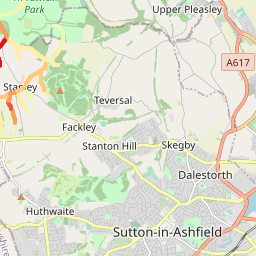 Park
Upper Pleasley
A617
Stanley
Teversal
Fackley
Stanton Hill
Skegby
Dalestorth
Huthwaite
Sutton-in-Ashfield